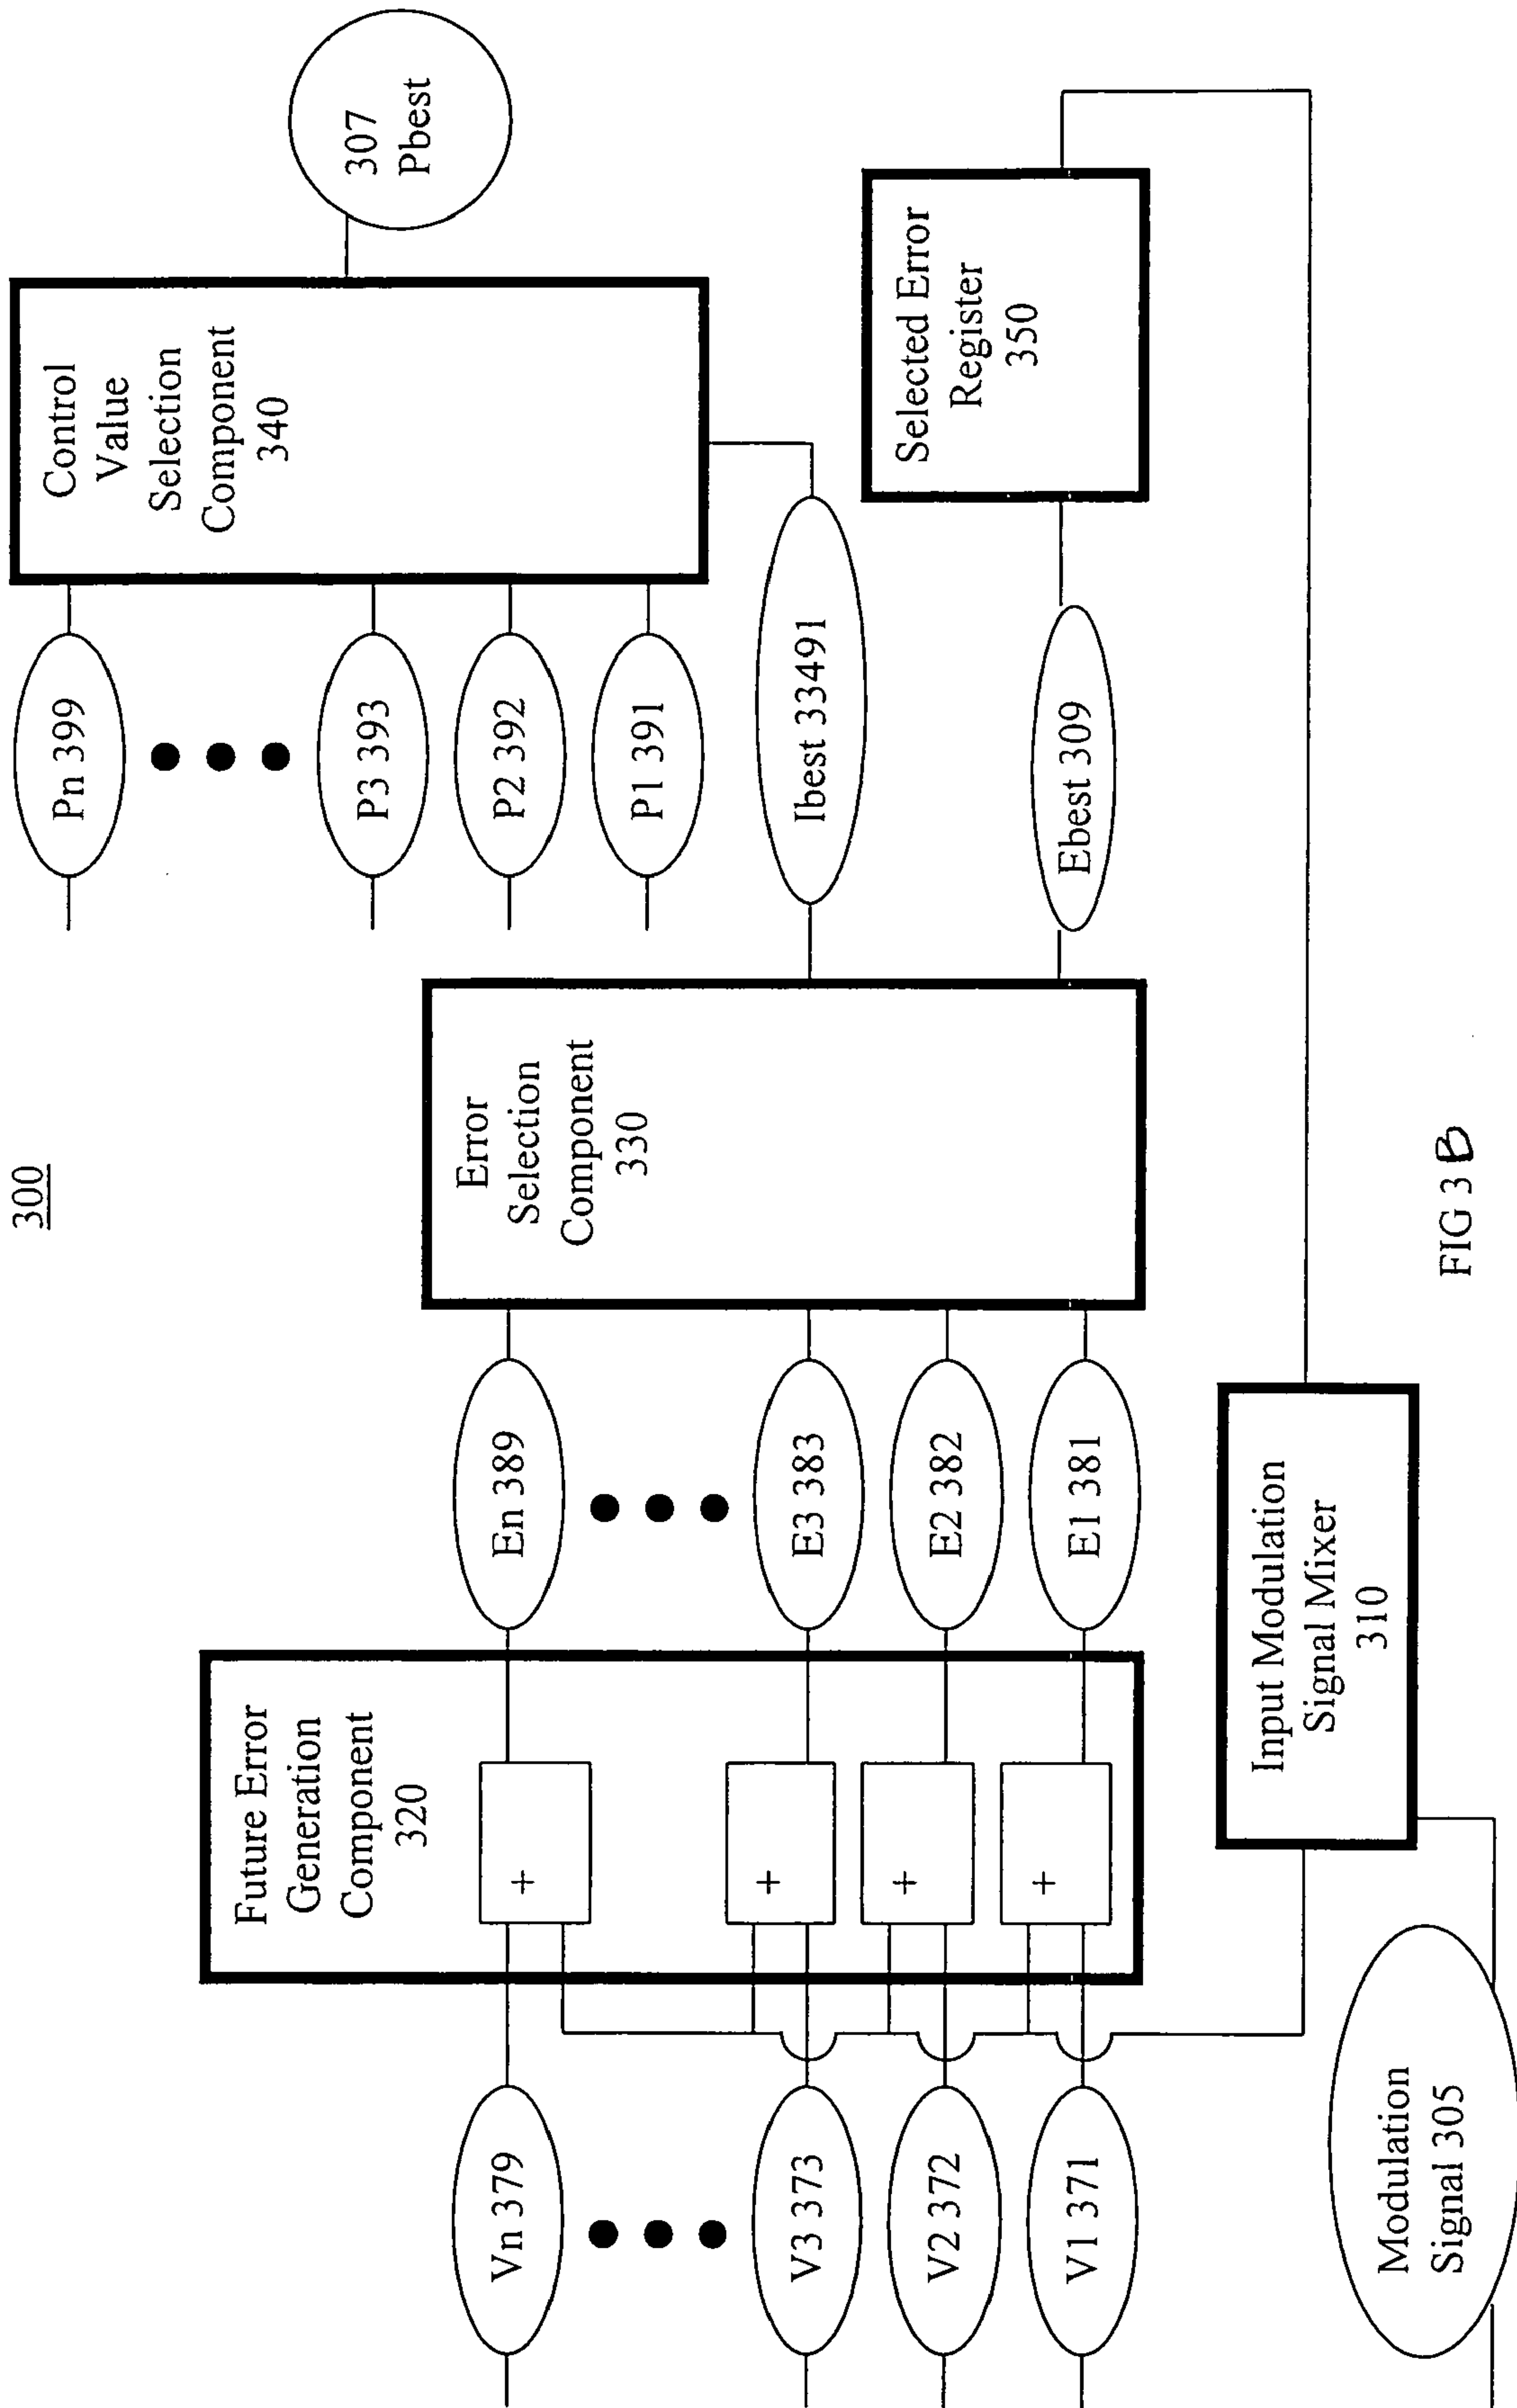 300
Vn 379
V3 373
V2 372
V1 371
Modulation
Signal 305
Future Error
Generation
Component
320
+
+
+
+
En 389
E3 383
E2 382
E1 381
Input Modulation
Signal Mixer
310
Error
Selection
Component
330
Pn 399
P3 393
P2 392
P1 391
Ibest 33491
Ebest 309
Control
Value
Selection
Component
340
Selected Error
Register
350
307
Pbest
FIG 3 B